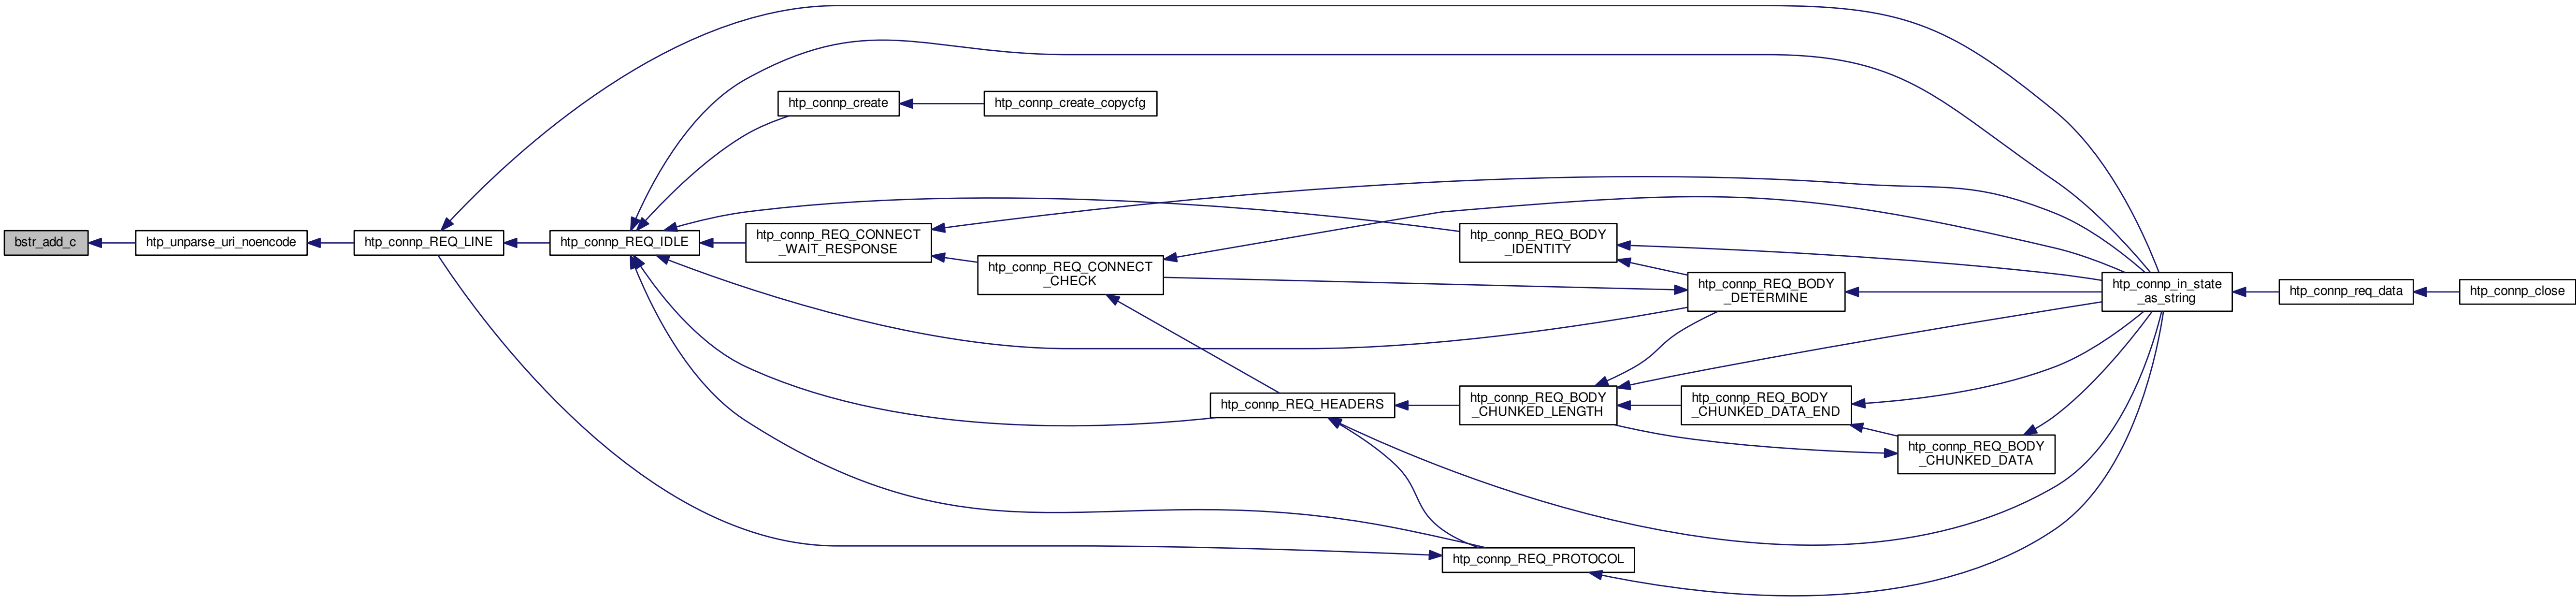 bstr_add_c
htp_unparse_uri_noencode
htp_connp_REQ_LINE
htp_connp_REQ_IDLE
htp_connp_create
htp_connp_create_copycfg
htp_connp_REQ_CONNECT
_WAIT_RESPONSE
htp_connp_REQ_CONNECT
_CHECK
htp_connp_REQ_HEADERS
htp_connp_REQ_BODY
_IDENTITY
htp_connp_REQ_BODY
_CHUNKED_LENGTH
htp_connp_REQ_PROTOCOL
htp_connp_REQ_BODY
_DETERMINE
htp_connp_REQ_BODY
_CHUNKED_DATA_END
htp_connp_REQ_BODY
_CHUNKED_DATA
htp_connp_in_state
_as_string
htp_connp_req_data
htp_connp_close